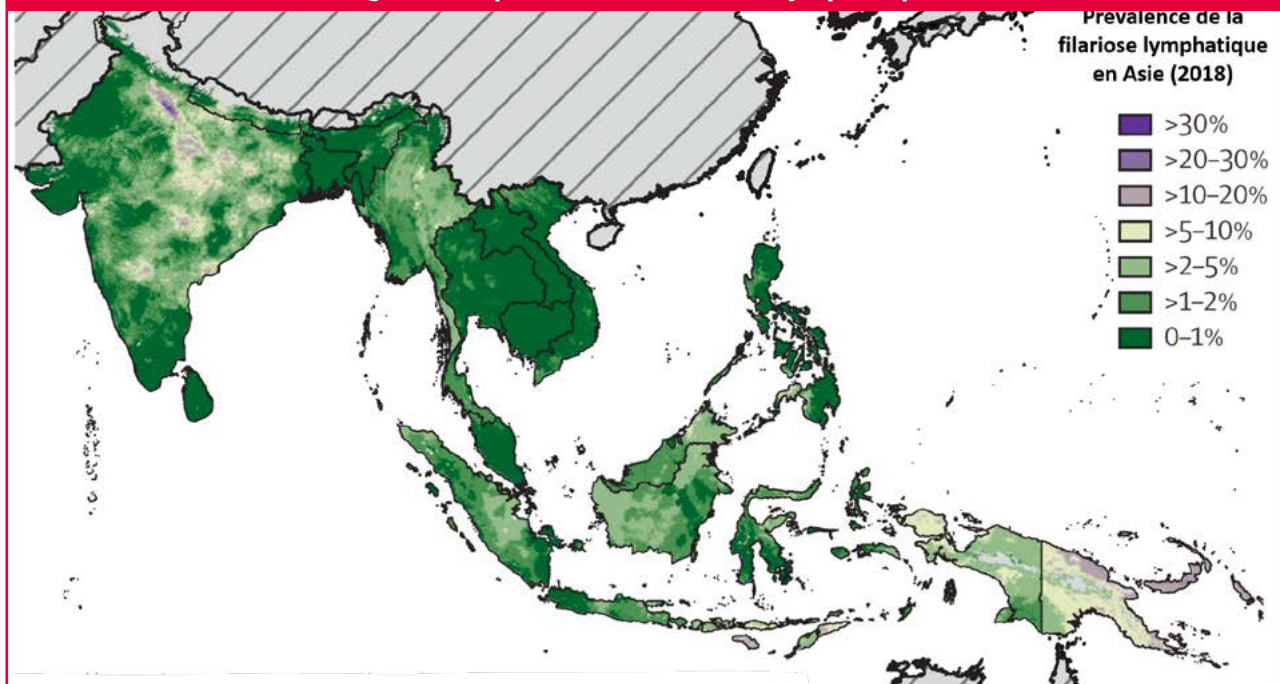 Prévalence de la
filariose lymphatique
en Asie (2018)
>30%
>20–30%
>10–20%
>5–10%
>2–5%
>1–2%
0–1%